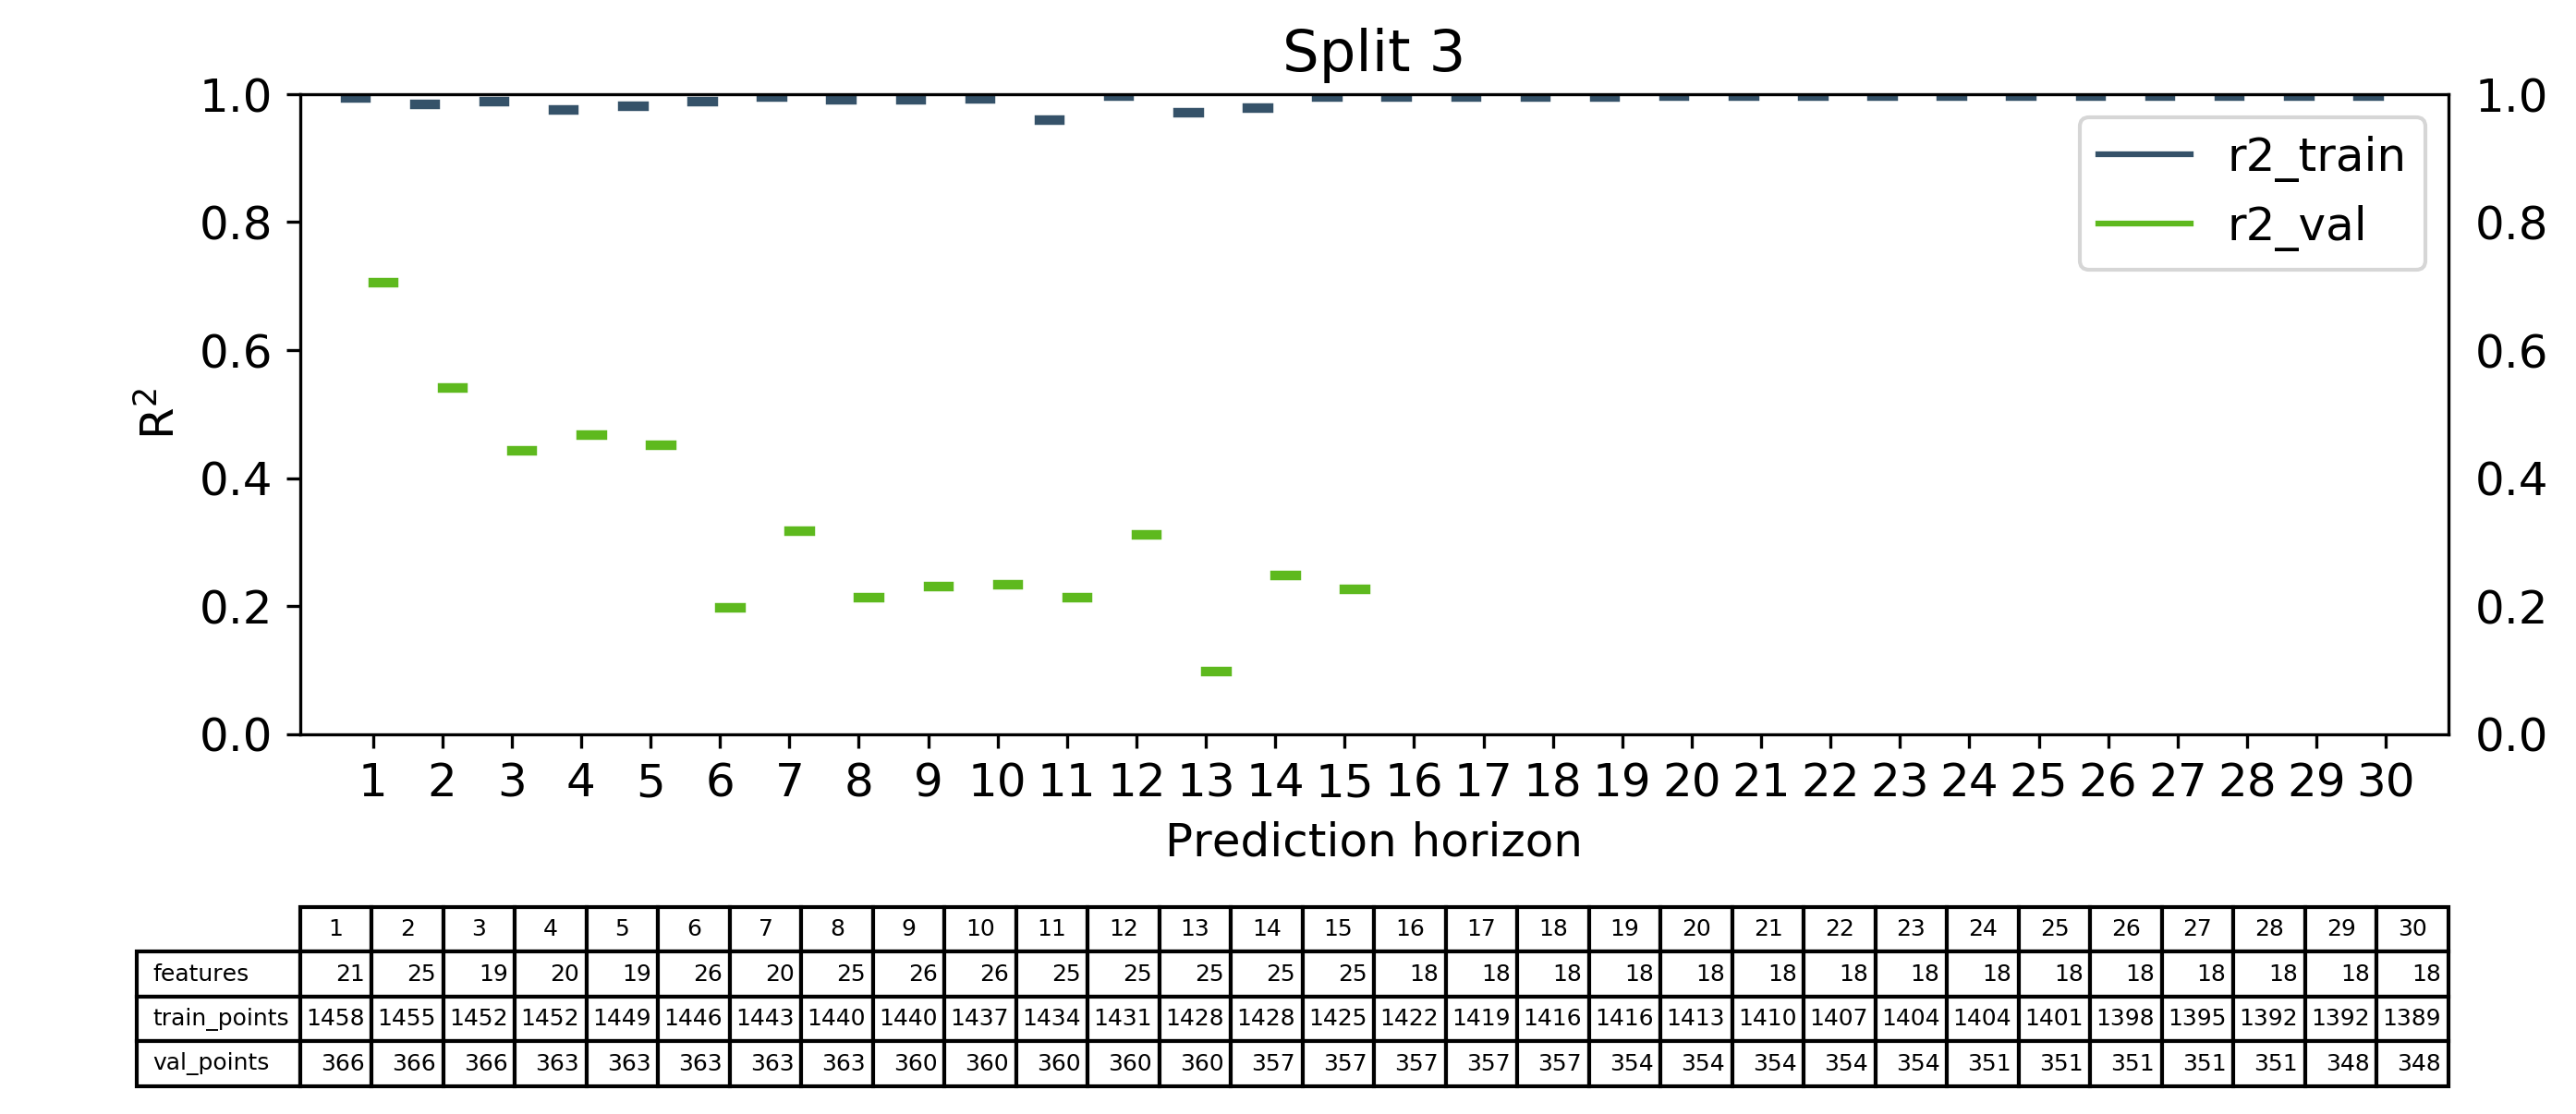 Split 3
1.0 1.0
r2_train
0.8 r2_val 0.8
0.6 0.6
R²
0.4 0.4
0.2 0.2
0.0 0.0
1 2 3 4 5 6 7 8 9 10 11 12 13 14 15 16 17 18 19 20 21 22 23 24 25 26 27 28 29 30
Prediction horizon
1 2 3 4 5 6 7 8 9 10 11 12 13 14 15 16 17 18 19 20 21 22 23 24 25 26 27 28 29 30
features 21 25 19 20 19 26 20 25 26 26 25 25 25 25 25 18 18 18 18 18 18 18 18 18 18 18 18 18 18 18
train_points 1458 1455 1452 1452 1449 1446 1443 1440 1440 1437 1434 1431 1428 1428 1425 1422 1419 1416 1416 1413 1410 1407 1404 1404 1401 1398 1395 1392 1392 1389
val_points 366 366 366 363 363 363 363 363 360 360 360 360 360 357 357 357 357 357 354 354 354 354 354 351 351 351 351 351 348 348